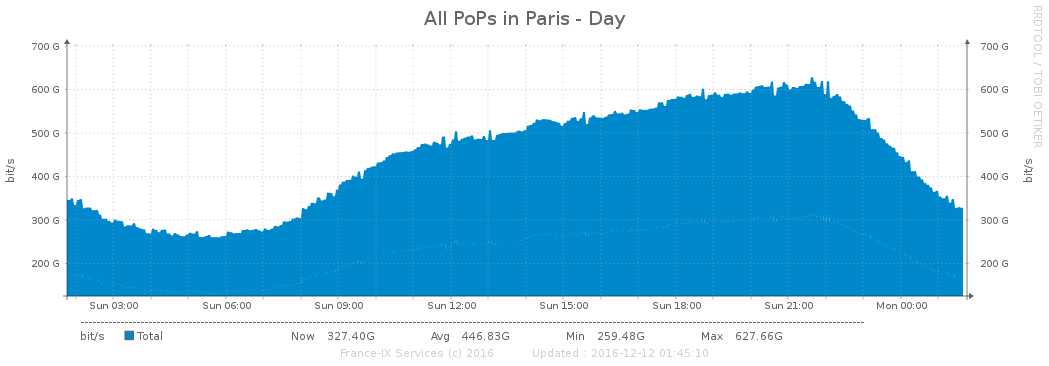 All PoPs in Paris - Day
RRDTOOL / TOBI OETIKER
700 G 700 G
600 G 600 G
500 G 500 G
400 G 400 G
300 G 300 G
200 G 200 G
bit/s bit/s
Sun 03:00 Sun 06:00 Sun 09:00 Sun 12:00 Sun 15:00 Sun 18:00 Sun 21:00 Mon 00:00
bit/s Total Now 327.40G Avg 446.83G Min 259.48G Max 627.66G
France-IX Services (c) 2016 Updated : 2016-12-12 01:45:10